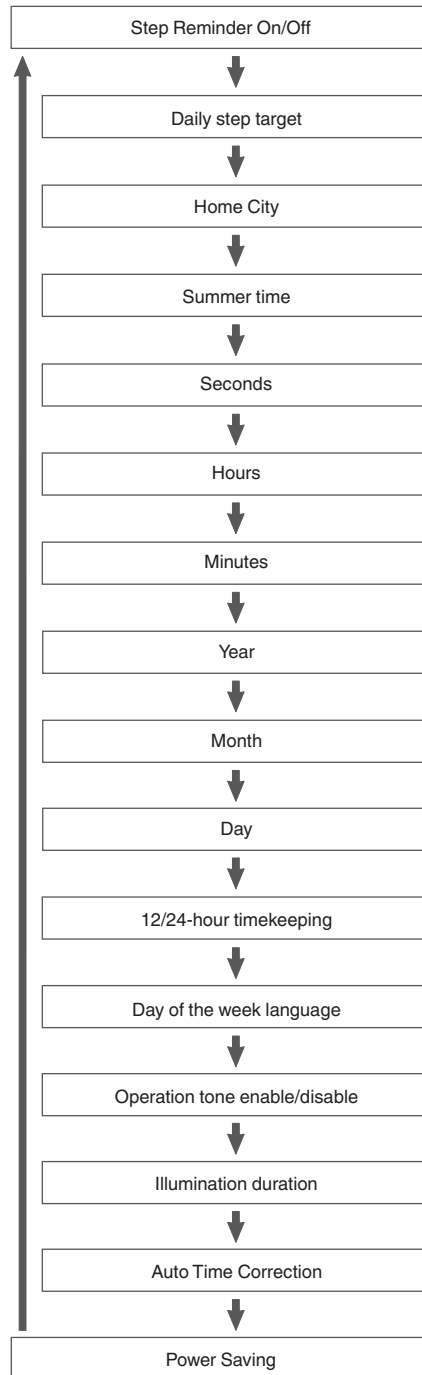 Step Reminder On/Off
Daily step target
Home City
Summer time
Seconds
Hours
Minutes
Year
Month
Day
12/24-hour timekeeping
Day of the week language
Operation tone enable/disable
Illumination duration
Auto Time Correction
Power Saving